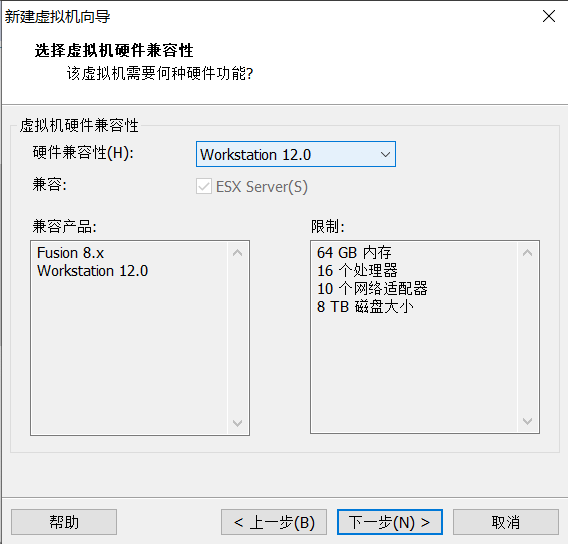 新建虚拟机向导
选择虚拟机硬件兼容性
该虚拟机需要何种硬件功能?
虚拟机硬件兼容性
硬件兼容性(H):
Workstation 12.0
兼容:
ESX Server(S)
兼容产品:
Fusion 8.x
Workstation 12.0
限制:
64 GB 内存
16 个处理器
10 个网络适配器
8 TB 磁盘大小
帮助
< 上一步(B)
下一步(N) >
取消